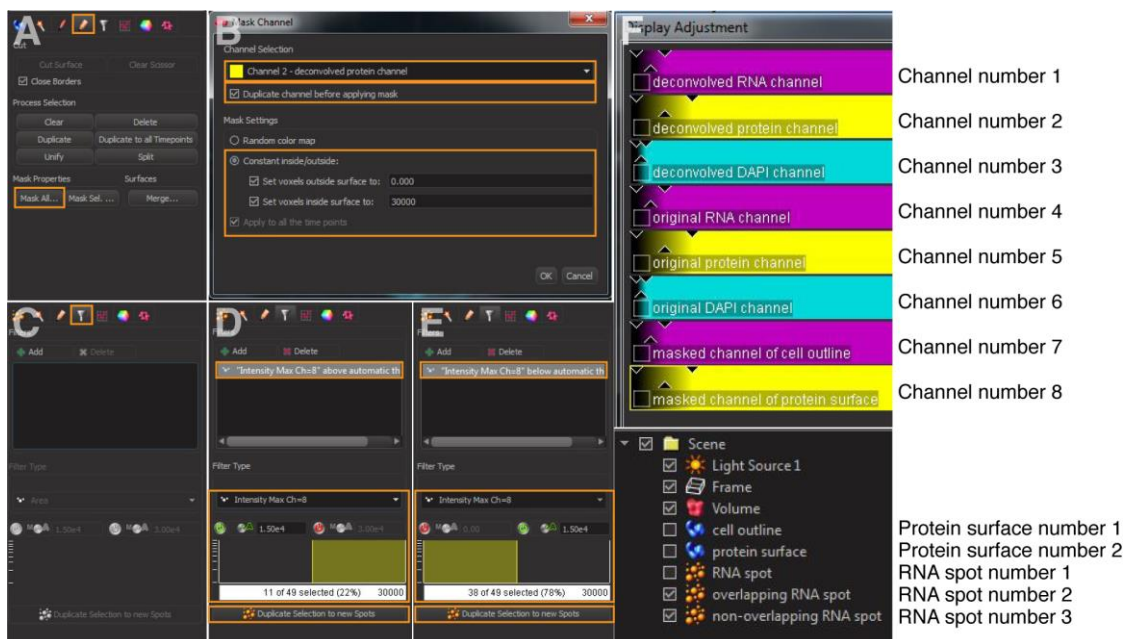 A
Cut
Cut Surface
Clear Scissor
Close Borders
Process Selection
Clear
Delete
Duplicate
Duplicate to all Timepoints
Unify
Split
Mask Properties
Surfaces
Mask All...
Mask Sel. ...
Merge...
B
Mask Channel
Channel Selection
Channel 2 - deconvolved protein channel
Duplicate channel before applying mask
Mask Settings
Random color map
Constant inside/outside:
Set voxels outside surface to: 0.000
Set voxels inside surface to: 30000
Apply to all the time points
OK
Cancel
C
Filters
Add
Delete
Filter Type
Area
1.50e4
3.00e4
Duplicate Selection to new Spots
D
Filters
Add
Delete
"Intensity Max Ch=8" above automatic th
Filter Type
Intensity Max Ch=8
1.50e4
3.00e4
11 of 49 selected (22%)
30000
Duplicate Selection to new Spots
E
Filters
Add
Delete
"Intensity Max Ch=8" below automatic th
Filter Type
Intensity Max Ch=8
0.00
1.50e4
38 of 49 selected (78%)
30000
Duplicate Selection to new Spots
F
Display Adjustment
deconvolved RNA channel
Channel number 1
deconvolved protein channel
Channel number 2
deconvolved DAPI channel
Channel number 3
original RNA channel
Channel number 4
original protein channel
Channel number 5
original DAPI channel
Channel number 6
masked channel of cell outline
Channel number 7
masked channel of protein surface
Channel number 8
Scene
Light Source 1
Frame
Volume
cell outline
Protein surface number 1
protein surface
Protein surface number 2
RNA spot
RNA spot number 1
overlapping RNA spot
RNA spot number 2
non-overlapping RNA spot
RNA spot number 3